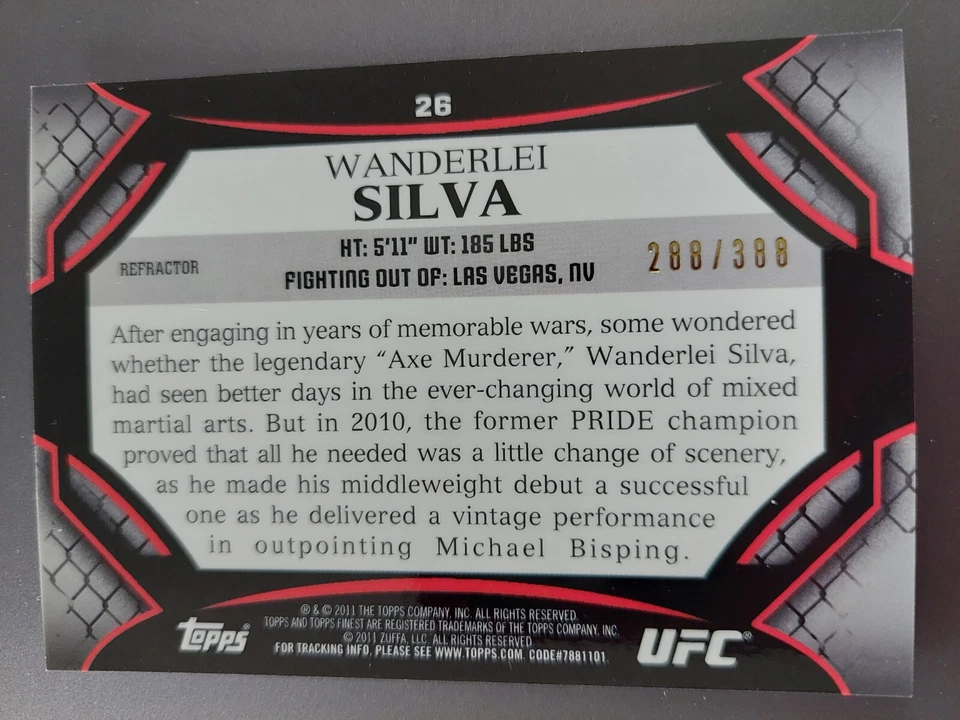 26
WANDERLEI
SILVA
REFRACTOR
HT: 5'11" WT: 185 LBS
FIGHTING OUT OF: LAS VEGAS, NV
288/388
After engaging in years of memorable wars, some wondered
whether the legendary “Axe Murderer,” Wanderlei Silva,
had seen better days in the ever-changing world of mixed
martial arts. But in 2010, the former PRIDE champion
proved that all he needed was a little change of scenery,
as he made his middleweight debut a successful
one as he delivered a vintage performance
in outpointing Michael Bisping.
® & © 2011 THE TOPPS COMPANY, INC. ALL RIGHTS RESERVED.
TOPPS AND TOPPS FINEST ARE REGISTERED TRADEMARKS OF THE TOPPS COMPANY, INC.
© 2011 ZUFFA, LLC. ALL RIGHTS RESERVED.
FOR TRACKING INFO, PLEASE SEE WWW.TOPPS.COM. CODE#7881101.
topps®
UFC®